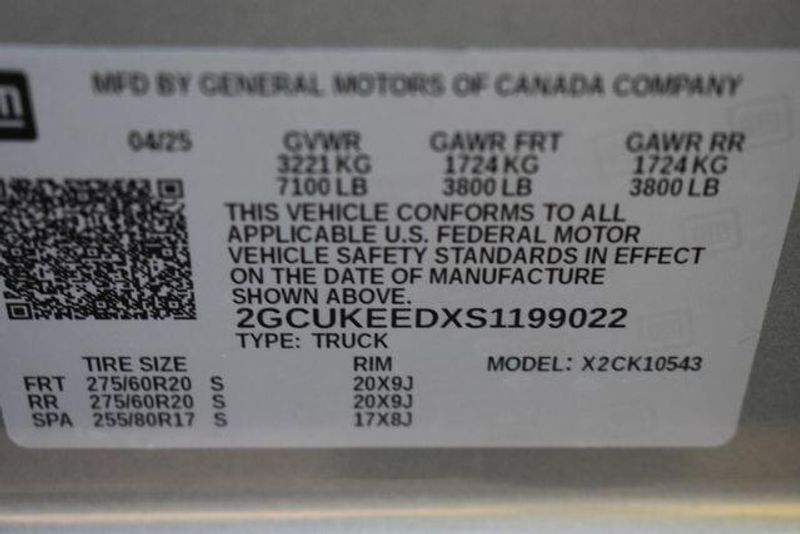 MFD BY GENERAL MOTORS OF CANADA COMPANY
gm
04/25 GVWR GAWR FRT GAWR RR
3221 KG 1724 KG 1724 KG
7100 LB 3800 LB 3800 LB
THIS VEHICLE CONFORMS TO ALL
APPLICABLE U.S. FEDERAL MOTOR
VEHICLE SAFETY STANDARDS IN EFFECT
ON THE DATE OF MANUFACTURE
SHOWN ABOVE.
2GCUKEEDXS1199022
TYPE: TRUCK
TIRE SIZE RIM MODEL: X2CK10543
FRT 275/60R20 S 20X9J
RR 275/60R20 S 20X9J
SPA 255/80R17 S 17X8J